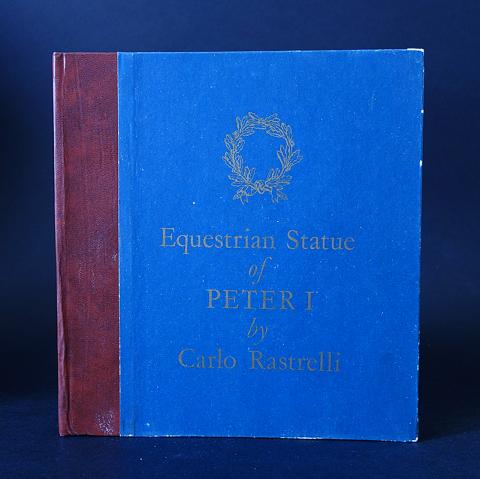 Equestrian Statue
of
PETER I
by
Carlo Rastrelli